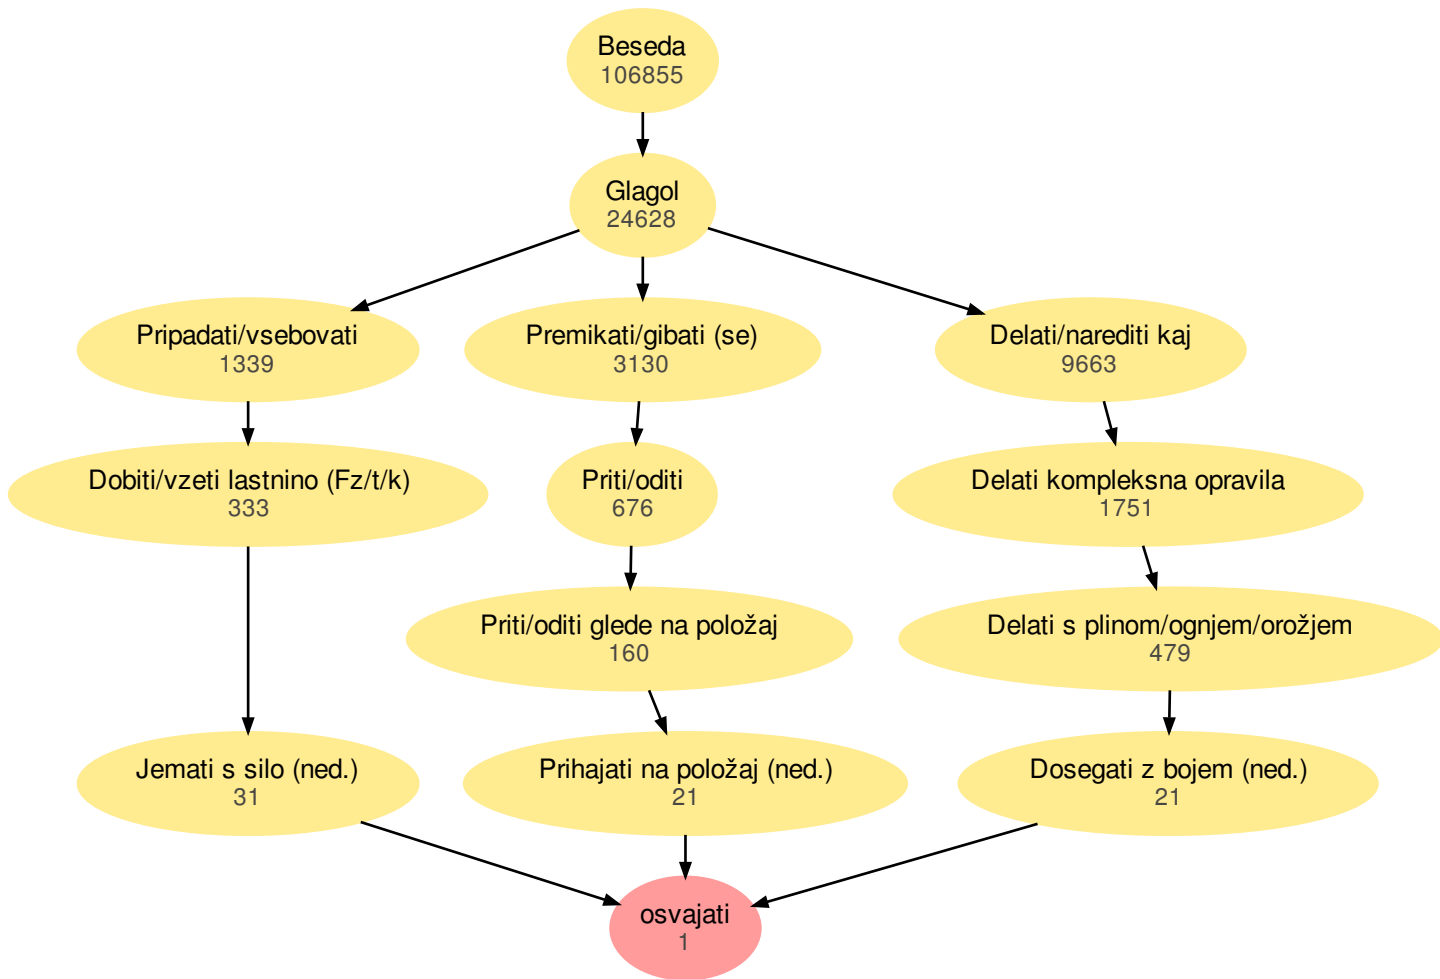 Beseda
106855
Glagol
24628
Pripadati/vsebovati
1339
Premikati/gibati (se)
3130
Delati/narediti kaj
9663
Dobiti/vzeti lastnino (Fz/t/k)
333
Priti/oditi
676
Delati kompleksna opravila
1751
Priti/oditi glede na položaj
160
Delati s plinom/ognjem/orožjem
479
Jemati s silo (ned.)
31
Prihajati na položaj (ned.)
21
Dosegati z bojem (ned.)
21
osvajati
1